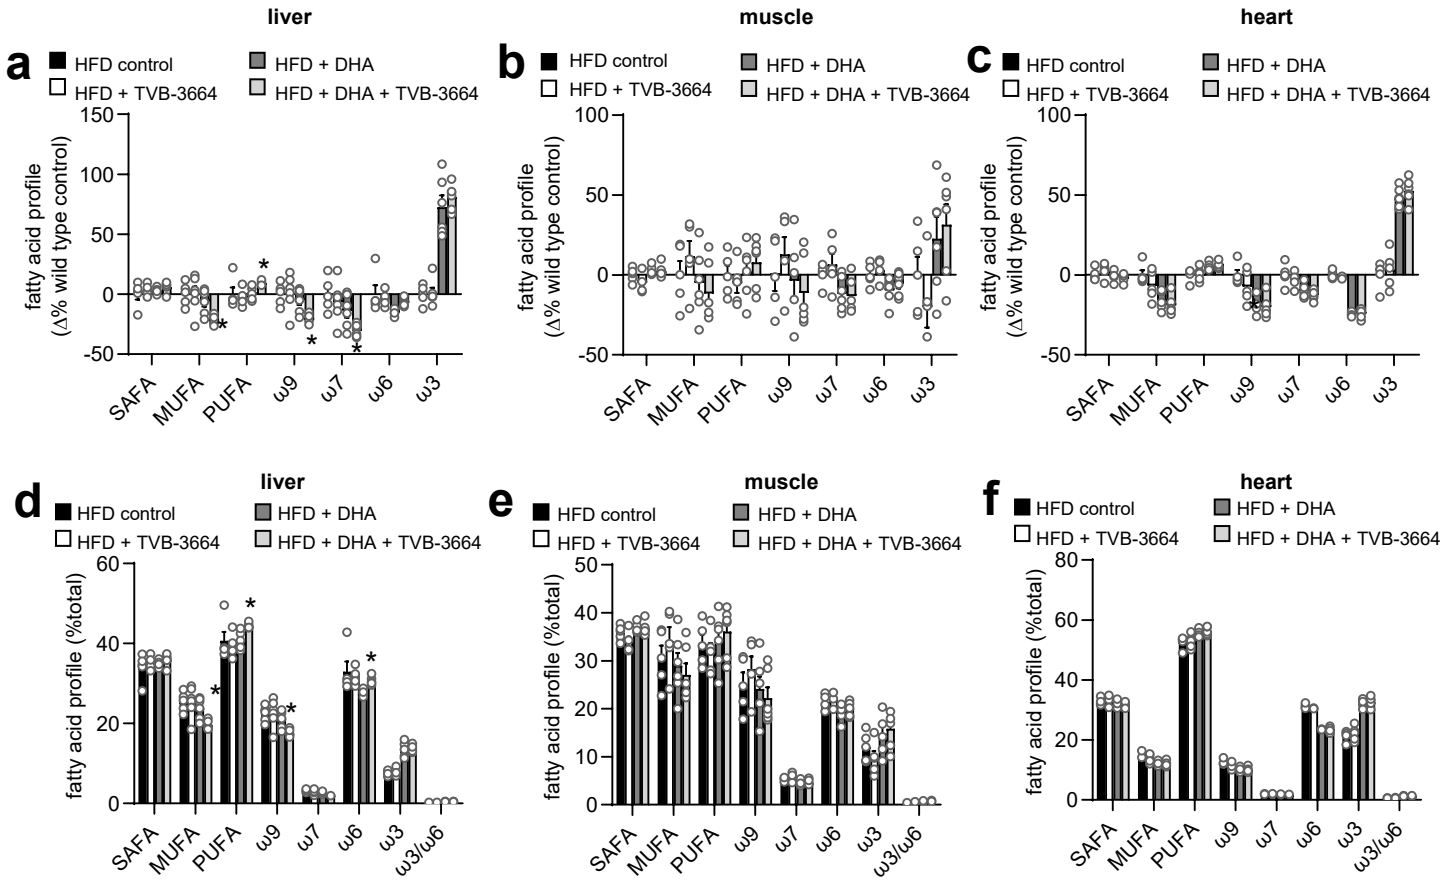 liver
a
HFD control
HFD + DHA
HFD + TVB-3664
HFD + DHA + TVB-3664
fatty acid profile
(Δ% wild type control)
150
100
50
0
-50
*
*
*
*
SAFA
MUFA
PUFA
ω9
ω7
ω6
ω3
muscle
b
HFD control
HFD + DHA
HFD + TVB-3664
HFD + DHA + TVB-3664
fatty acid profile
(Δ% wild type control)
100
50
0
-50
SAFA
MUFA
PUFA
ω9
ω7
ω6
ω3
heart
c
HFD control
HFD + DHA
HFD + TVB-3664
HFD + DHA + TVB-3664
fatty acid profile
(Δ% wild type control)
100
50
0
-50
*
SAFA
MUFA
PUFA
ω9
ω7
ω6
ω3
liver
d
HFD control
HFD + DHA
HFD + TVB-3664
HFD + DHA + TVB-3664
fatty acid profile (%total)
60
40
20
0
*
*
*
*
SAFA
MUFA
PUFA
ω9
ω7
ω6
ω3
ω3/ω6
muscle
e
HFD control
HFD + DHA
HFD + TVB-3664
HFD + DHA + TVB-3664
fatty acid profile (%total)
50
40
30
20
10
0
SAFA
MUFA
PUFA
ω9
ω7
ω6
ω3
ω3/ω6
heart
f
HFD control
HFD + DHA
HFD + TVB-3664
HFD + DHA + TVB-3664
fatty acid profile (%total)
80
60
40
20
0
SAFA
MUFA
PUFA
ω9
ω7
ω6
ω3
ω3/ω6